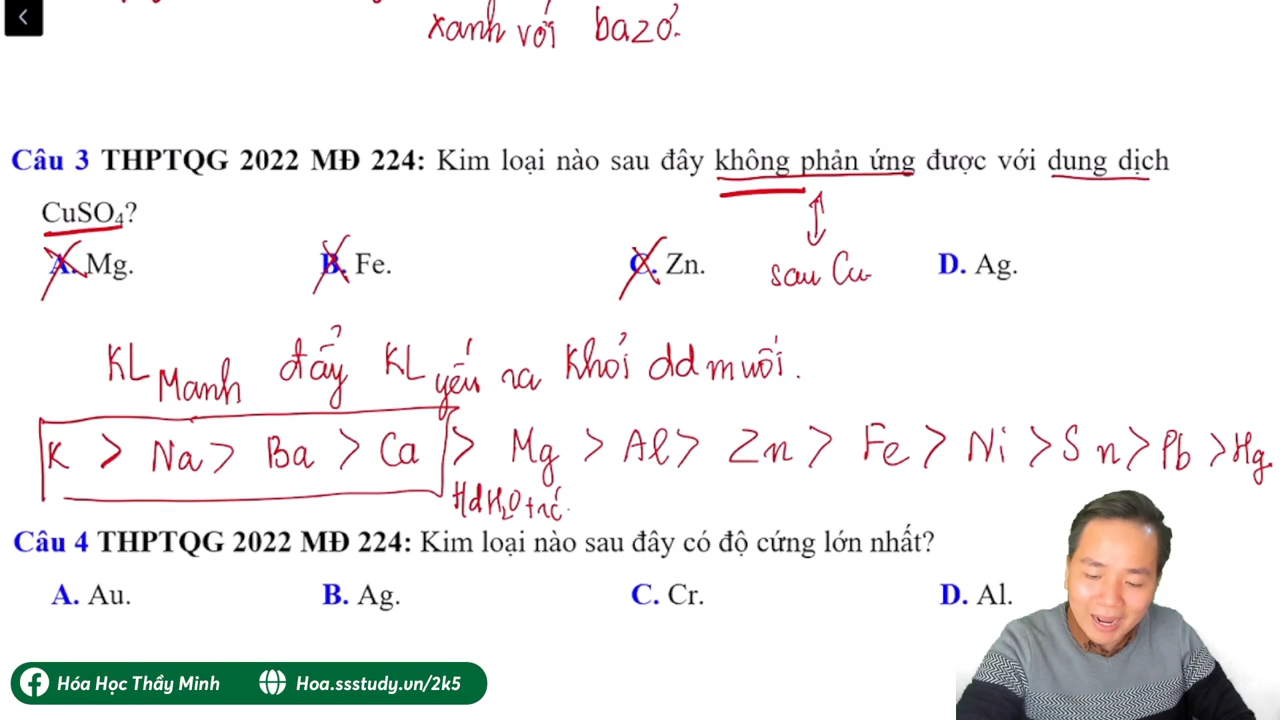 xanh với bazơ.
Câu 3 THPTQG 2022 MĐ 224: Kim loại nào sau đây không phản ứng được với dung dịch
CuSO4?
A. Mg. B. Fe. C. Zn. D. Ag.
sau Cu
KL Mạnh đẩy KL yếu ra khỏi dd muối.
K > Na > Ba > Ca > Mg > Al > Zn > Fe > Ni > Sn > Pb > Hg
td H2O trc
Câu 4 THPTQG 2022 MĐ 224: Kim loại nào sau đây có độ cứng lớn nhất?
A. Au. B. Ag. C. Cr. D. Al.
Hóa Học Thầy Minh Hoa.ssstudy.vn/2k5